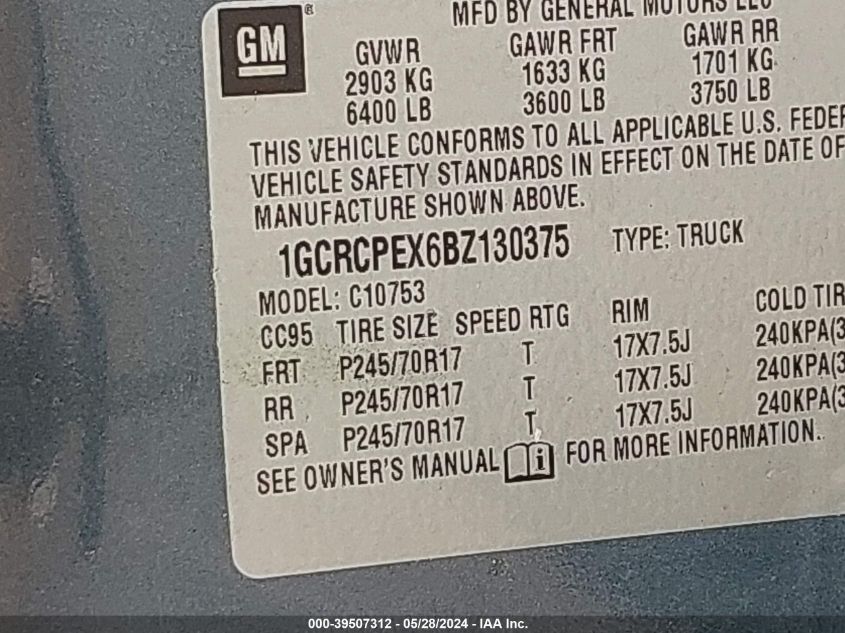 MFD BY GENERAL MOTORS LLC
GM ®
GVWR GAWR FRT GAWR RR
2903 KG 1633 KG 1701 KG
6400 LB 3600 LB 3750 LB
THIS VEHICLE CONFORMS TO ALL APPLICABLE U.S. FEDER
VEHICLE SAFETY STANDARDS IN EFFECT ON THE DATE OF
MANUFACTURE SHOWN ABOVE.
1GCRCPEX6BZ130375 TYPE: TRUCK
MODEL: C10753
CC95 TIRE SIZE SPEED RTG RIM COLD TIR
FRT P245/70R17 T 17X7.5J 240KPA(3
RR P245/70R17 T 17X7.5J 240KPA(3
SPA P245/70R17 T 17X7.5J 240KPA(3
SEE OWNER'S MANUAL i FOR MORE INFORMATION.
000-39507312 - 05/28/2024 - IAA Inc.